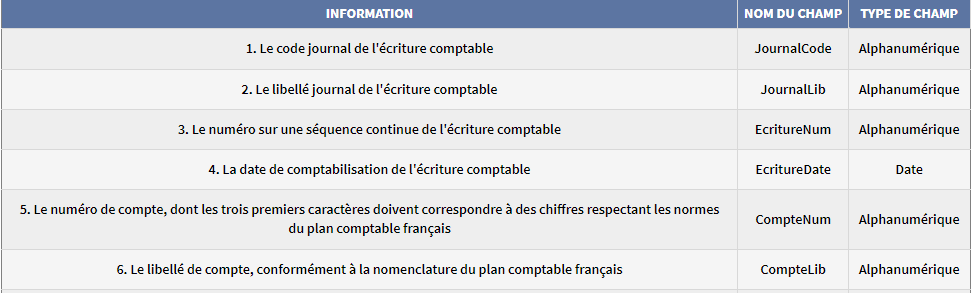 INFORMATION NOM DU CHAMP TYPE DE CHAMP
1. Le code journal de l'écriture comptable JournalCode Alphanumérique
2. Le libellé journal de l'écriture comptable JournalLib Alphanumérique
3. Le numéro sur une séquence continue de l'écriture comptable EcritureNum Alphanumérique
4. La date de comptabilisation de l'écriture comptable EcritureDate Date
5. Le numéro de compte, dont les trois premiers caractères doivent correspondre à des chiffres respectant les normes
du plan comptable français CompteNum Alphanumérique
6. Le libellé de compte, conformément à la nomenclature du plan comptable français CompteLib Alphanumérique